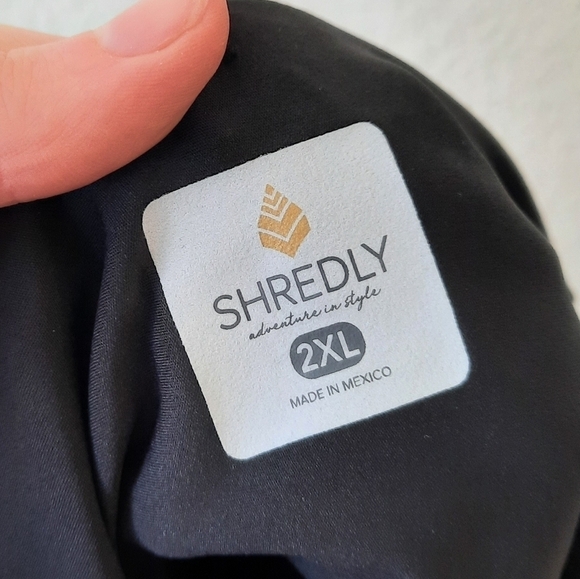 SHREDLY
adventure in style
2XL
MADE IN MEXICO